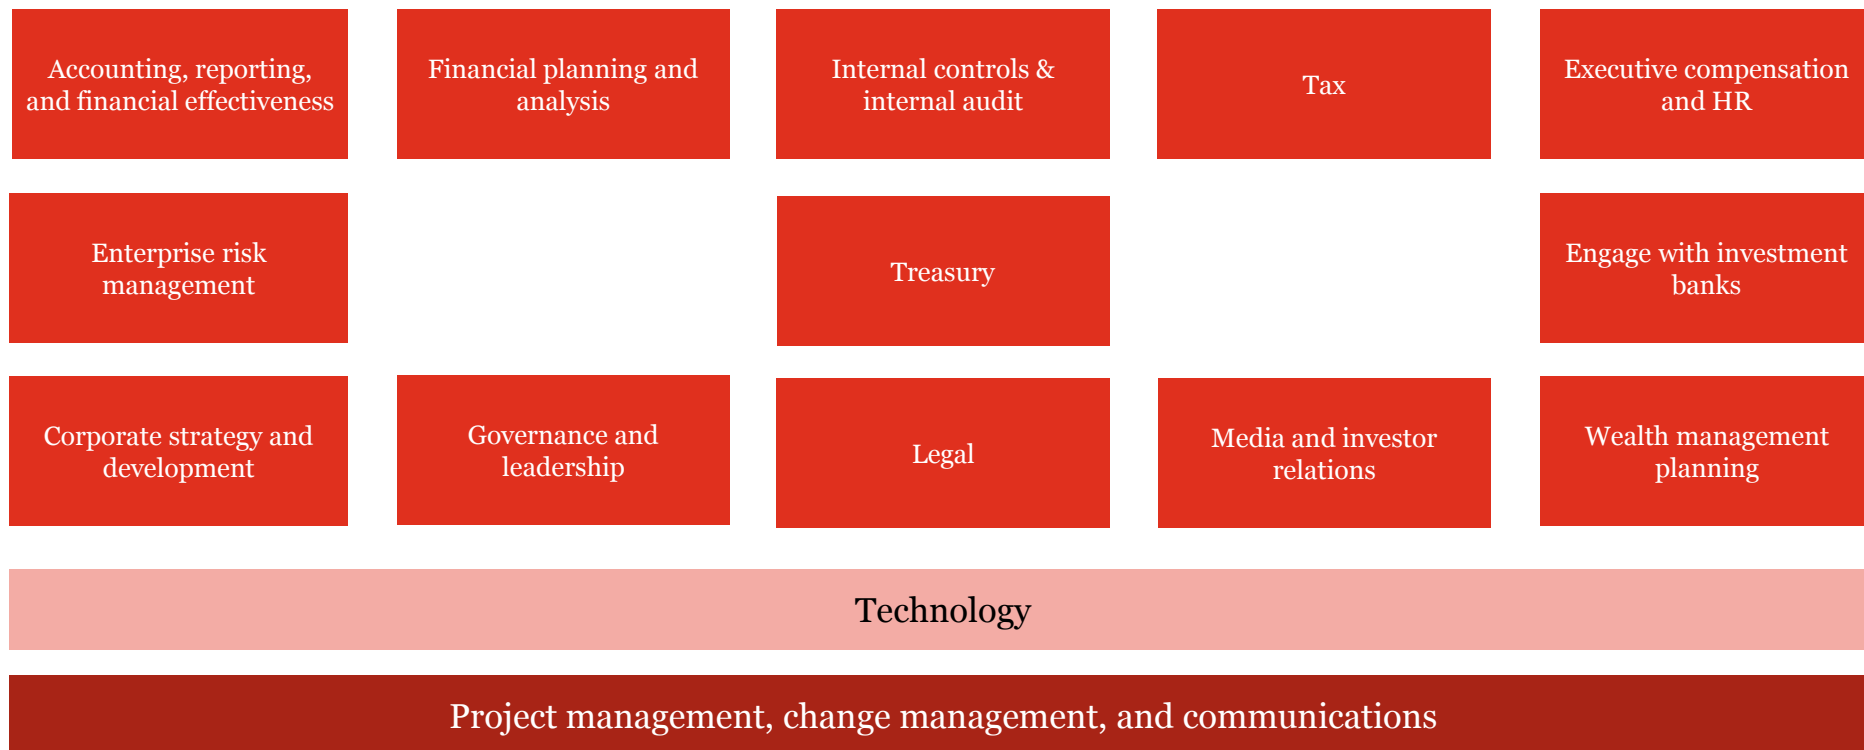 Accounting, reporting,
and financial effectiveness
Financial planning and
analysis
Internal controls &
internal audit
Tax
Executive compensation
and HR
Enterprise risk
management
Treasury
Engage with investment
banks
Corporate strategy and
development
Governance and
leadership
Legal
Media and investor
relations
Wealth management
planning
Technology
Project management, change management, and communications